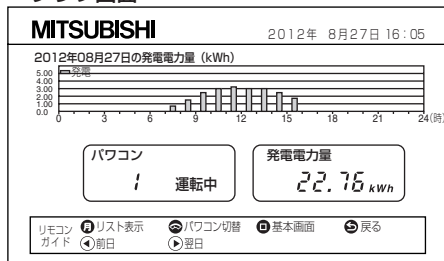 MITSUBISHI 2012年 8月27日 16:05
2012年08月27日の発電電力量（kWh）
発電
5.00
4.00
3.00
2.00
1.00
0.0
0 3 6 9 12 15 18 21 24(時)
パワコン 発電電力量
1 運転中 22.76 kWh
リモコン 月リスト表示 パワコン切替 基本画面 戻る
ガイド 前日 翌日